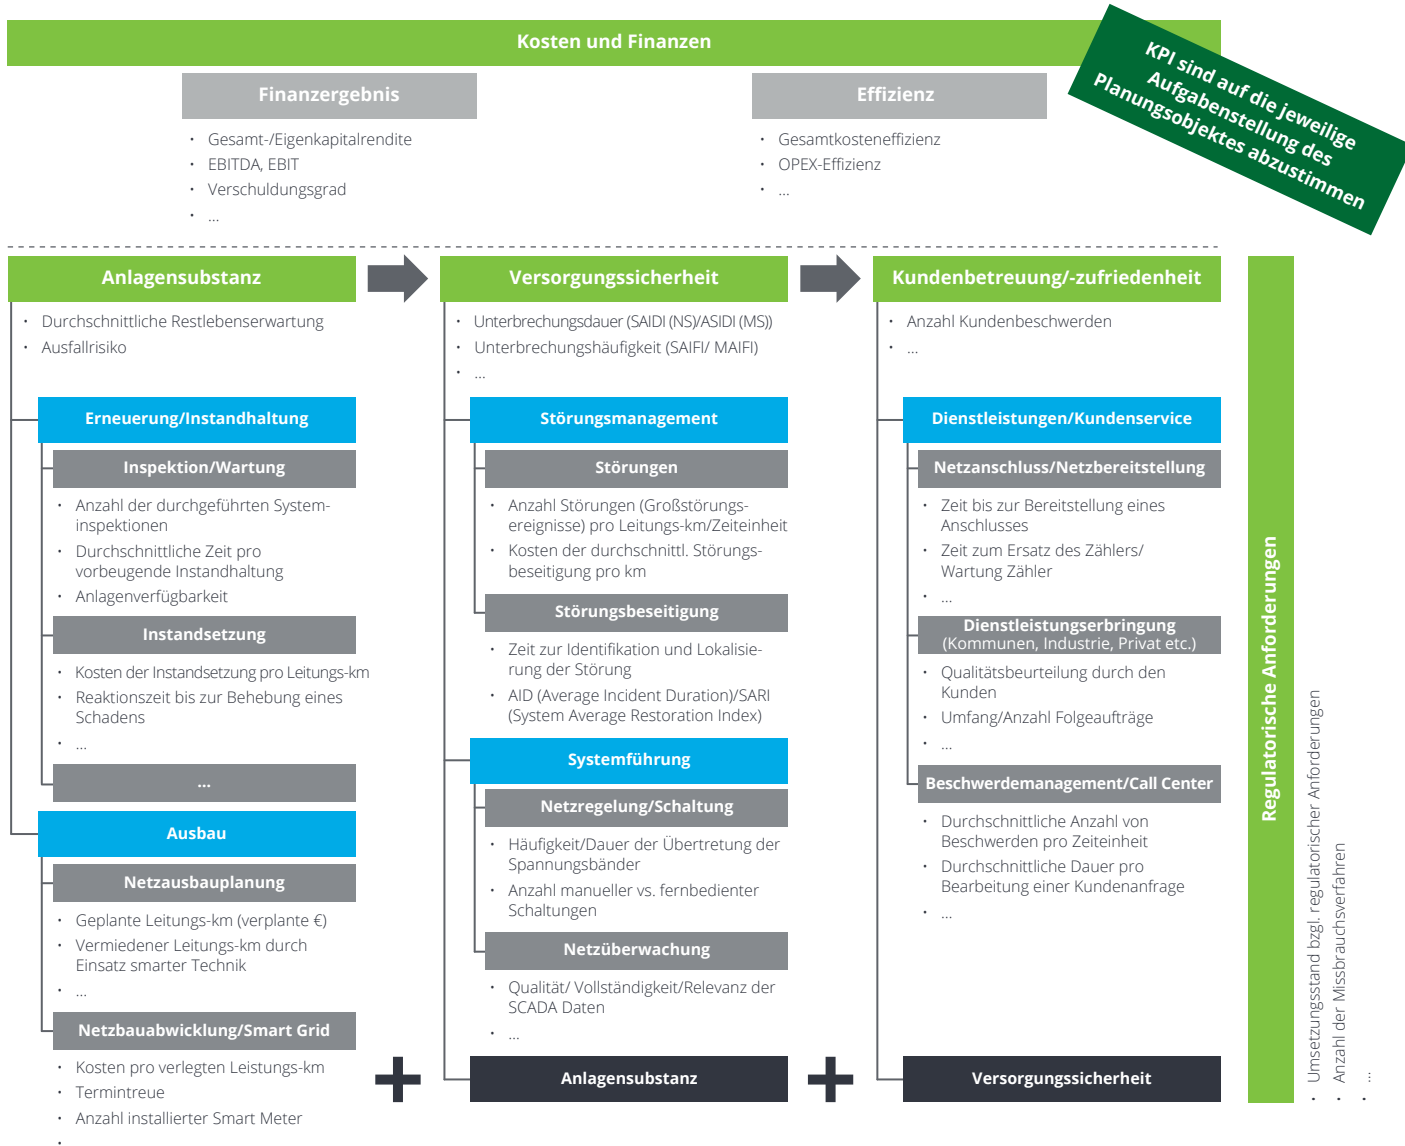 Kosten und Finanzen
KPI sind auf die jeweilige
Aufgabenstellung des
Planungsobjektes abzustimmen
Finanzergebnis
• Gesamt-/Eigenkapitalrendite
• EBITDA, EBIT
• Verschuldungsgrad
• ...
Effizienz
• Gesamtkosteneffizienz
• OPEX-Effizienz
• ...
Anlagensubstanz
• Durchschnittliche Restlebenserwartung
• Ausfallrisiko
Erneuerung/Instandhaltung
Inspektion/Wartung
• Anzahl der durchgeführten System-
inspektionen
• Durchschnittliche Zeit pro
vorbeugende Instandhaltung
• Anlagenverfügbarkeit
Instandsetzung
• Kosten der Instandsetzung pro Leitungs-km
• Reaktionszeit bis zur Behebung eines
Schadens
• ...
...
Ausbau
Netzausbauplanung
• Geplante Leitungs-km (verplante €)
• Vermiedener Leitungs-km durch
Einsatz smarter Technik
• ...
Netzbauabwicklung/Smart Grid
• Kosten pro verlegten Leistungs-km
• Termintreue
• Anzahl installierter Smart Meter
•
Versorgungssicherheit
• Unterbrechungsdauer (SAIDI (NS)/ASIDI (MS))
• Unterbrechungshäufigkeit (SAIFI/ MAIFI)
• ...
Störungsmanagement
Störungen
• Anzahl Störungen (Großstörungs-
ereignisse) pro Leitungs-km/Zeiteinheit
• Kosten der durchschnittl. Störungs-
beseitigung pro km
Störungsbeseitigung
• Zeit zur Identifikation und Lokalisie-
rung der Störung
• AID (Average Incident Duration)/SARI
(System Average Restoration Index)
Systemführung
Netzregelung/Schaltung
• Häufigkeit/Dauer der Übertretung der
Spannungsbänder
• Anzahl manueller vs. fernbedienter
Schaltungen
Netzüberwachung
• Qualität/ Vollständigkeit/Relevanz der
SCADA Daten
• ...
+
Anlagensubstanz
Kundenbetreuung/-zufriedenheit
• Anzahl Kundenbeschwerden
• ...
Dienstleistungen/Kundenservice
Netzanschluss/Netzbereitstellung
• Zeit bis zur Bereitstellung eines
Anschlusses
• Zeit zum Ersatz des Zählers/
Wartung Zähler
• ...
Dienstleistungserbringung
(Kommunen, Industrie, Privat etc.)
• Qualitätsbeurteilung durch den
Kunden
• Umfang/Anzahl Folgeaufträge
• ...
Beschwerdemanagement/Call Center
• Durchschnittliche Anzahl von
Beschwerden pro Zeiteinheit
• Durchschnittliche Dauer pro
Bearbeitung einer Kundenanfrage
• ...
+
Versorgungssicherheit
Regulatorische Anforderungen
• Umsetzungsstand bzgl. regulatorischer Anforderungen
• Anzahl der Missbrauchsverfahren
• ...